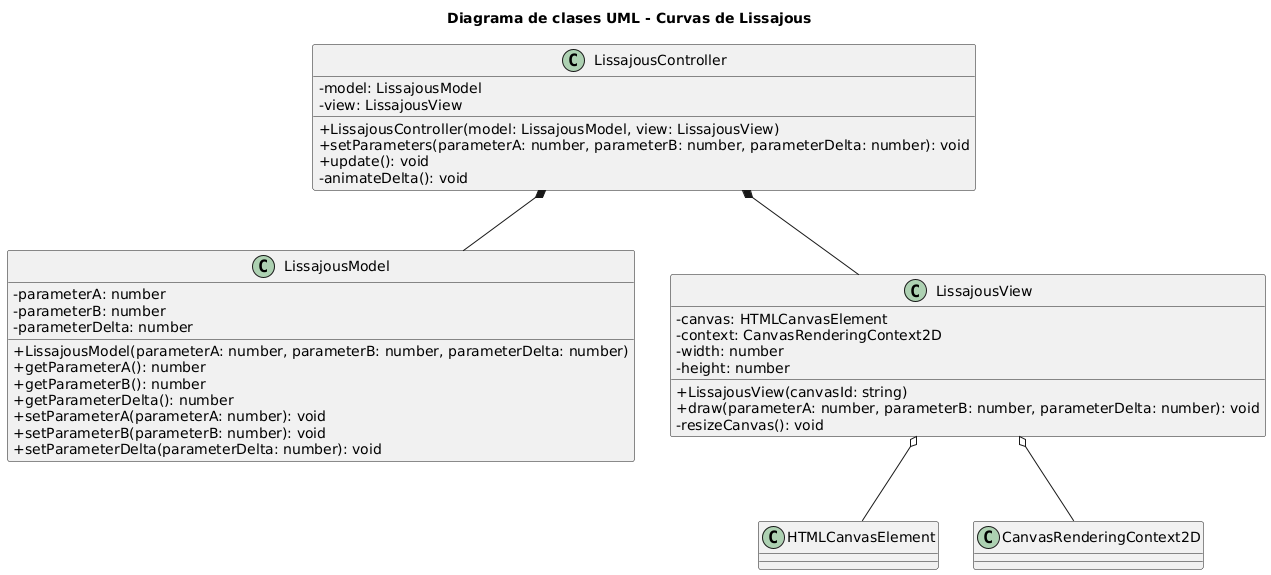 Diagrama de clases UML - Curvas de Lissajous
C LissajousController
-model: LissajousModel
-view: LissajousView
+LissajousController(model: LissajousModel, view: LissajousView)
+setParameters(parameterA: number, parameterB: number, parameterDelta: number): void
+update(): void
-animateDelta(): void
C LissajousModel
-parameterA: number
-parameterB: number
-parameterDelta: number
+LissajousModel(parameterA: number, parameterB: number, parameterDelta: number)
+getParameterA(): number
+getParameterB(): number
+getParameterDelta(): number
+setParameterA(parameterA: number): void
+setParameterB(parameterB: number): void
+setParameterDelta(parameterDelta: number): void
C LissajousView
-canvas: HTMLCanvasElement
-context: CanvasRenderingContext2D
-width: number
-height: number
+LissajousView(canvasId: string)
+draw(parameterA: number, parameterB: number, parameterDelta: number): void
-resizeCanvas(): void
C HTMLCanvasElement
C CanvasRenderingContext2D